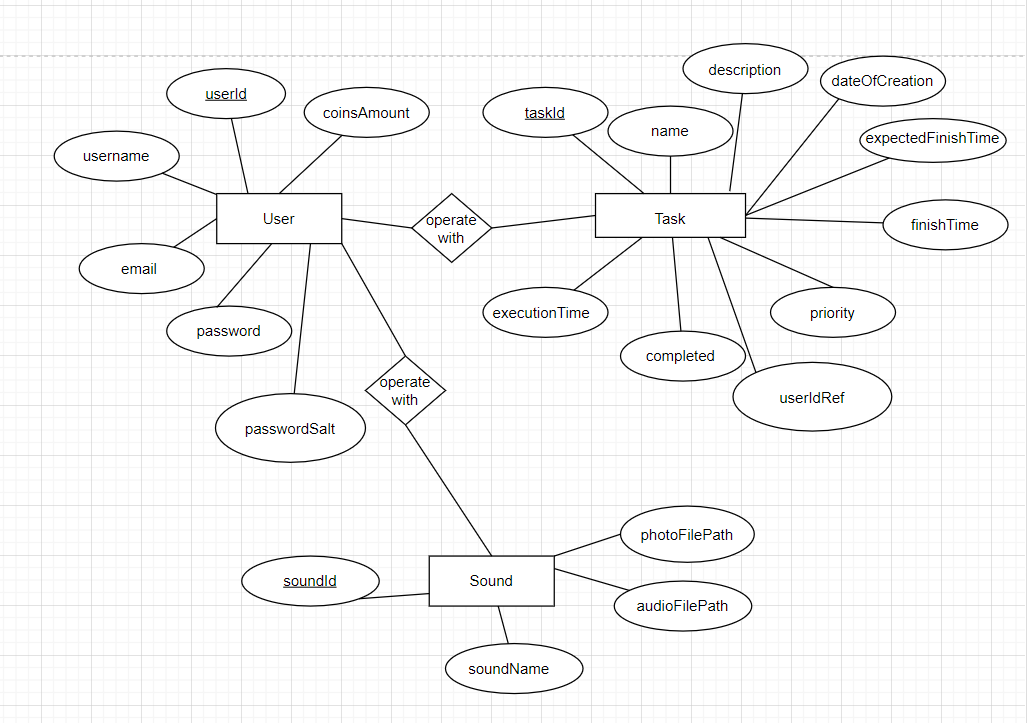 description
dateOfCreation
userId
coinsAmount
taskId
name
expectedFinishTime
username
User
operate
with
Task
finishTime
email
password
executionTime
priority
completed
operate
with
userIdRef
passwordSalt
photoFilePath
soundId
Sound
audioFilePath
soundName